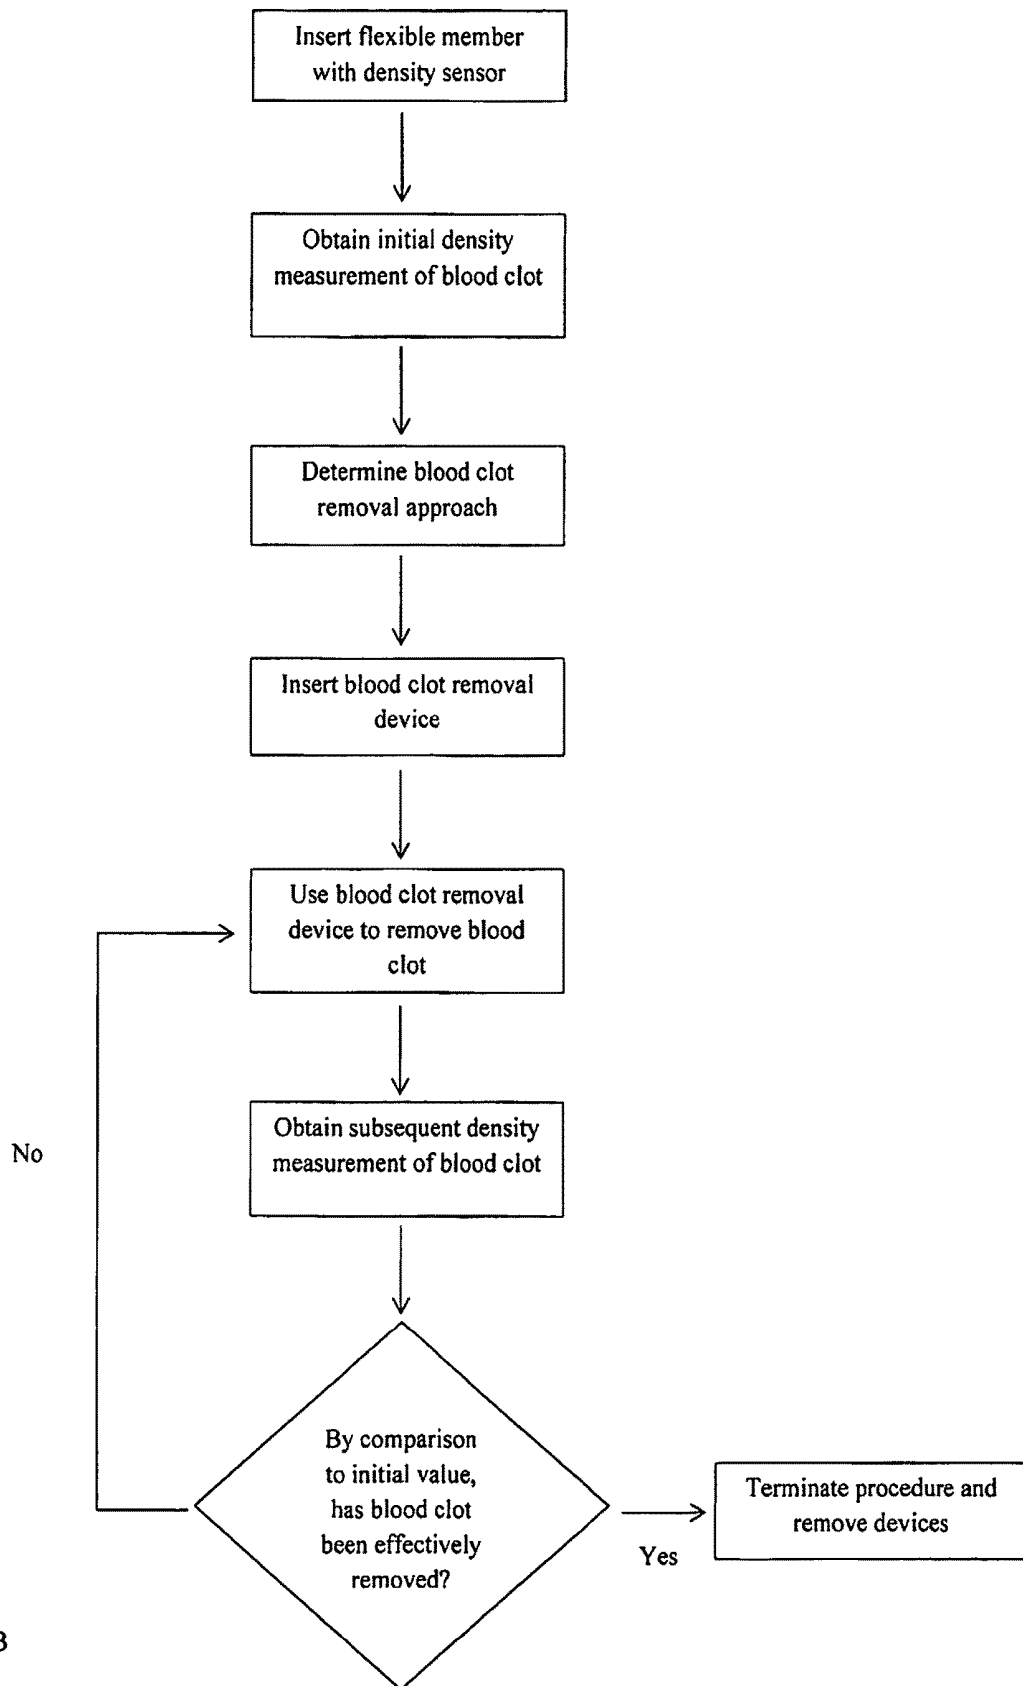 Insert flexible member
with density sensor
Obtain initial density
measurement of blood clot
Determine blood clot
removal approach
Insert blood clot removal
device
Use blood clot removal
device to remove blood
clot
Obtain subsequent density
measurement of blood clot
No
By comparison
to initial value,
has blood clot
been effectively
removed?
Yes
Terminate procedure and
remove devices